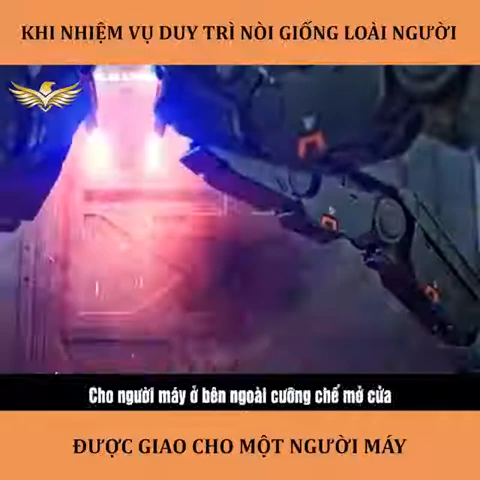 KHI NHIỆM VỤ DUY TRÌ NÒI GIỐNG LOÀI NGƯỜI
Cho người máy ở bên ngoài cưỡng chế mở cửa
ĐƯỢC GIAO CHO MỘT NGƯỜI MÁY